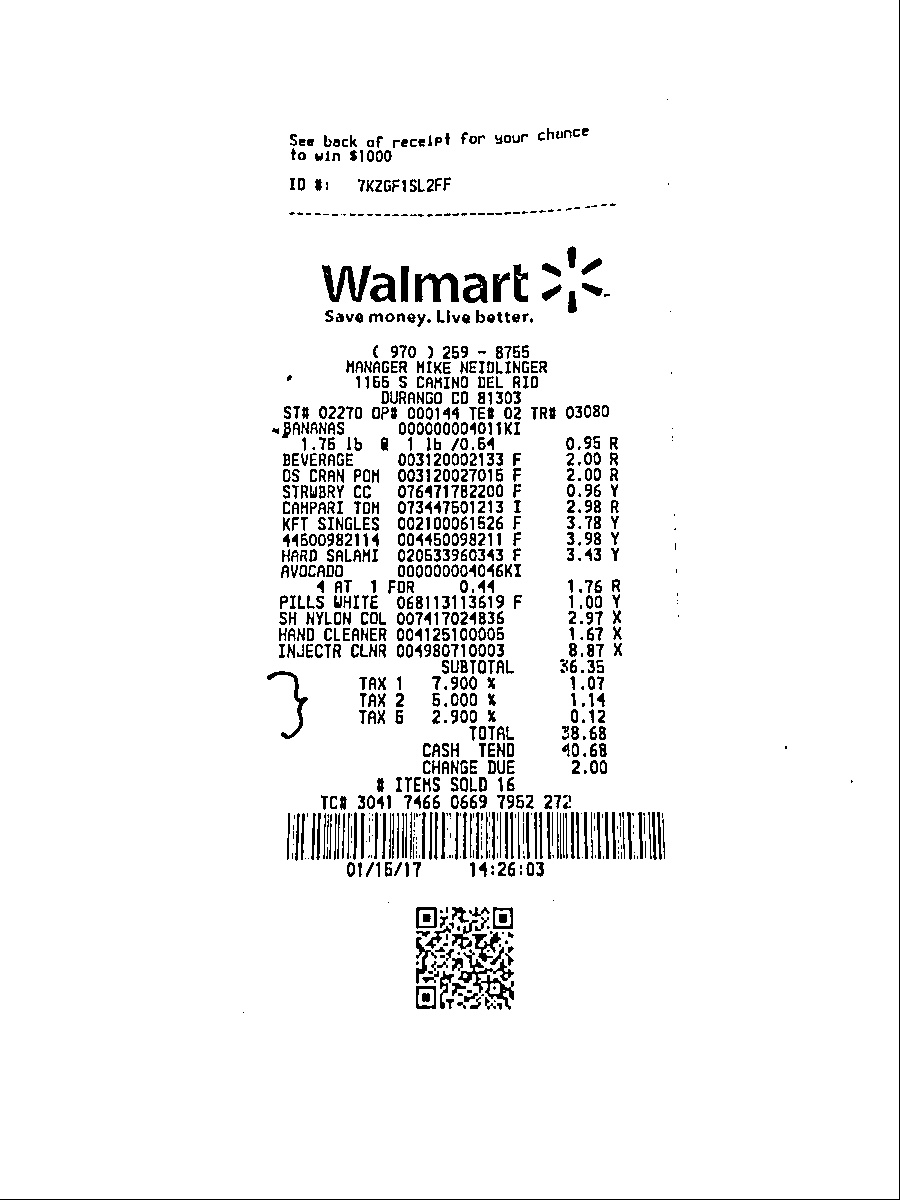 See back of receipt for your chance
to win $1000
ID #: 7KZGF1SL2FF
Walmart
Save money. Live better.
( 970 ) 259 - 8755
MANAGER MIKE NEIDLINGER
1155 S CAMINO DEL RIO
DURANGO CO 81303
ST# 02270 OP# 000144 TE# 02 TR# 03080
BANANAS 000000004011KI
1.75 lb @ 1 lb /0.54 0.95 R
BEVERAGE 003120002133 F 2.00 R
OS CRAN POM 003120027015 F 2.00 R
STRWBRY CC 076471782200 F 0.96 Y
CAMPARI TOM 073447501213 I 2.98 R
KFT SINGLES 002100061526 F 3.78 Y
44500982114 004450098211 F 3.98 Y
HARD SALAMI 020533960343 F 3.43 Y
AVOCADO 000000004046KI
4 AT 1 FOR 0.44 1.76 R
PILLS WHITE 068113113619 F 1.00 Y
SH NYLON COL 007417024836 2.97 X
HAND CLEANER 004125100005 1.67 X
INJECTR CLNR 004980710003 8.87 X
SUBTOTAL 36.35
TAX 1 7.900 % 1.07
TAX 2 5.000 % 1.14
TAX 5 2.900 % 0.12
TOTAL 38.68
CASH TEND 40.68
CHANGE DUE 2.00
# ITEMS SOLD 16
TC# 3041 7466 0669 7952 272
01/15/17 14:26:03